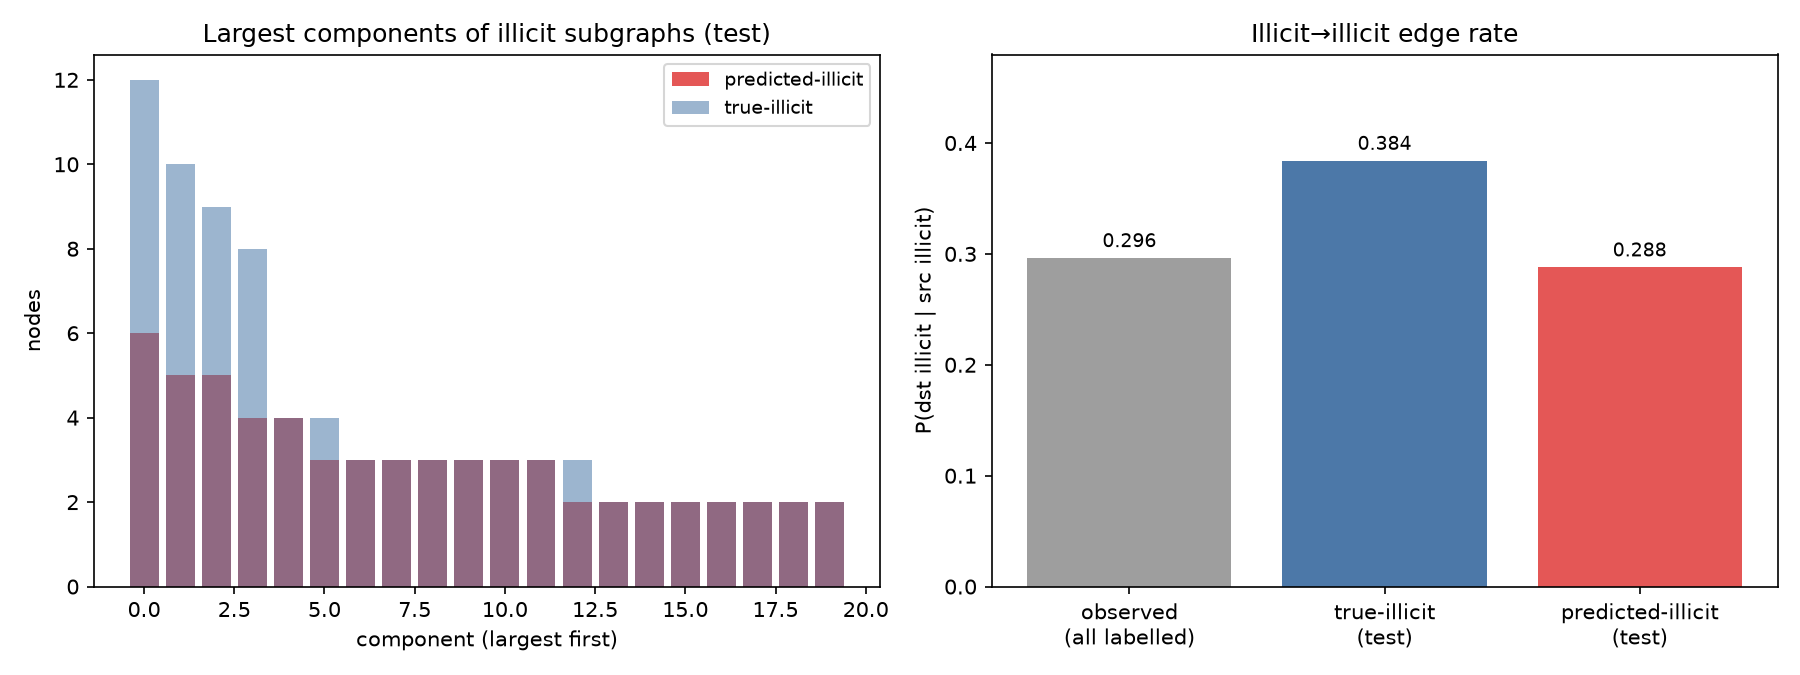 Largest components of illicit subgraphs (test)
predicted-illicit
true-illicit
12
10
8
6
4
2
0
nodes
0.0 2.5 5.0 7.5 10.0 12.5 15.0 17.5 20.0
component (largest first)
Illicit→illicit edge rate
0.4
0.3
0.2
0.1
0.0
P(dst illicit | src illicit)
0.296
0.384
0.288
observed
(all labelled)
true-illicit
(test)
predicted-illicit
(test)